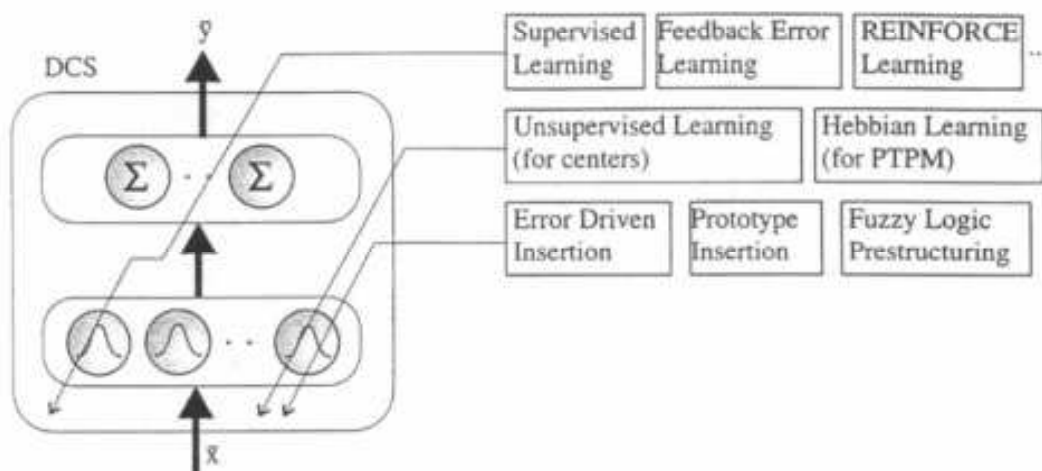 ȳ
DCS
Σ · · Σ
· ·
x̄
Supervised
Learning
Feedback Error
Learning
REINFORCE
Learning
...
Unsupervised Learning
(for centers)
Hebbian Learning
(for PTPM)
Error Driven
Insertion
Prototype
Insertion
Fuzzy Logic
Prestructuring